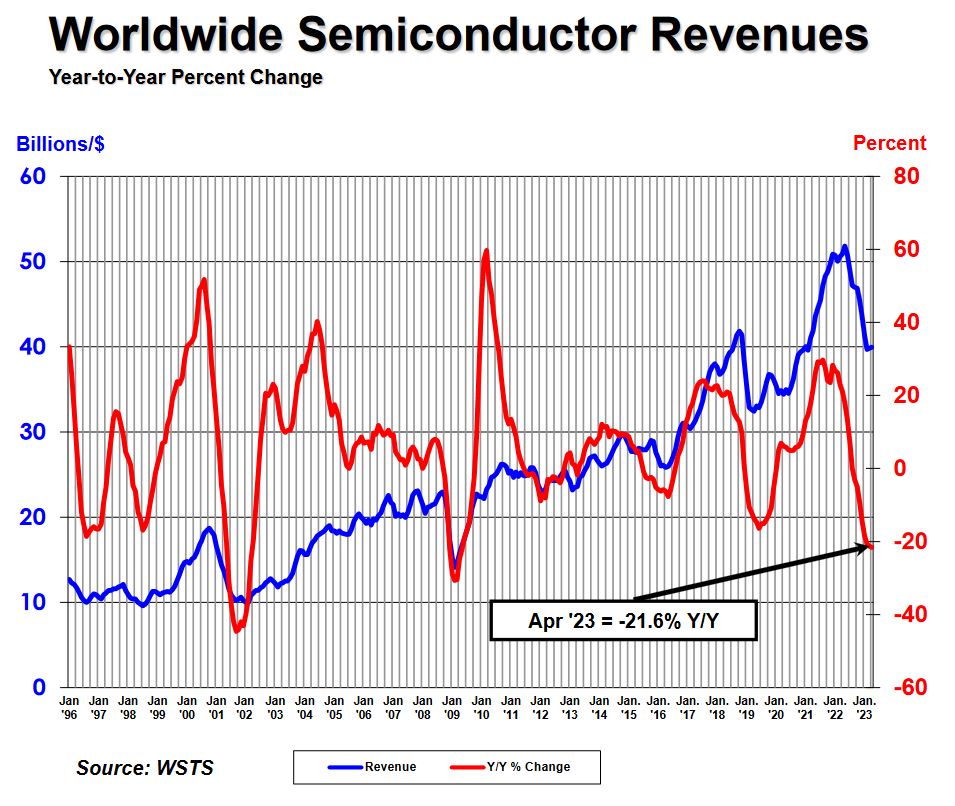 Worldwide Semiconductor Revenues
Year-to-Year Percent Change
Billions/$
Percent
60
50
40
30
20
10
0
80
60
40
20
0
-20
-40
-60
Apr '23 = -21.6% Y/Y
Jan Jan Jan Jan Jan Jan Jan Jan Jan Jan Jan Jan Jan Jan Jan Jan Jan Jan Jan Jan. Jan. Jan. Jan. Jan. Jan. Jan. Jan. Jan.
'96 '97 '98 '99 '00 '01 '02 '03 '04 '05 '06 '07 '08 '09 '10 '11 '12 '13 '14 '15 '16 '17 '18 '19 '20 '21 '22 '23
Source: WSTS
Revenue
Y/Y % Change